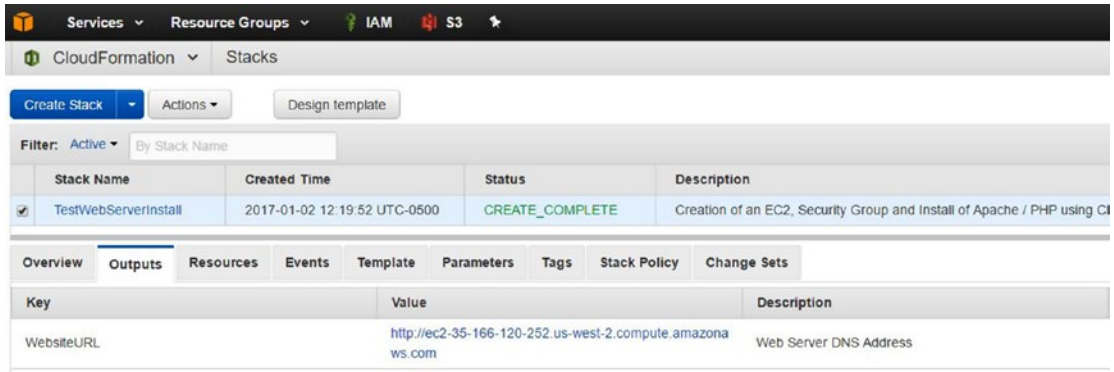 Services Resource Groups IAM S3
CloudFormation Stacks
Create Stack Actions Design template
Filter: Active By Stack Name
Stack Name Created Time Status Description
TestWebServerInstall 2017-01-02 12:19:52 UTC-0500 CREATE_COMPLETE Creation of an EC2, Security Group and Install of Apache / PHP using
Overview Outputs Resources Events Template Parameters Tags Stack Policy Change Sets
Key Value Description
WebsiteURL http://ec2-35-166-120-252.us-west-2.compute.amazona Web Server DNS Address
ws.com